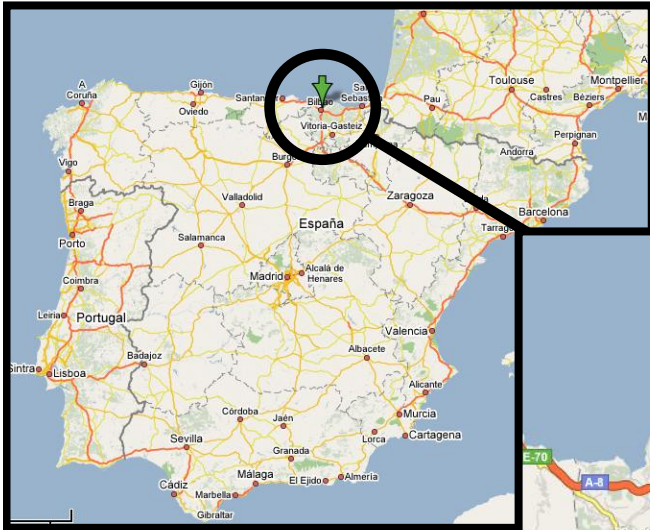 A
Coruña
Gijón
Oviedo
Santander
Bilbao
Sebastián
Vitoria-Gasteiz
Burgos
Pau
Toulouse
Castres
Béziers
Montpellier
Perpignan
Andorra
Vigo
Braga
Porto
Valladolid
Zaragoza
Barcelona
Tarrag
España
Salamanca
Madrid
Alcalá de
Henares
Coimbra
Leiria
Portugal
Sintra
Lisboa
Badajoz
Valencia
Albacete
Alicante
Murcia
Cartagena
Lorca
Córdoba
Jaén
Sevilla
Granada
Cádiz
Málaga
El Ejido
Almería
Marbella
Gibraltar
E-70
A-8